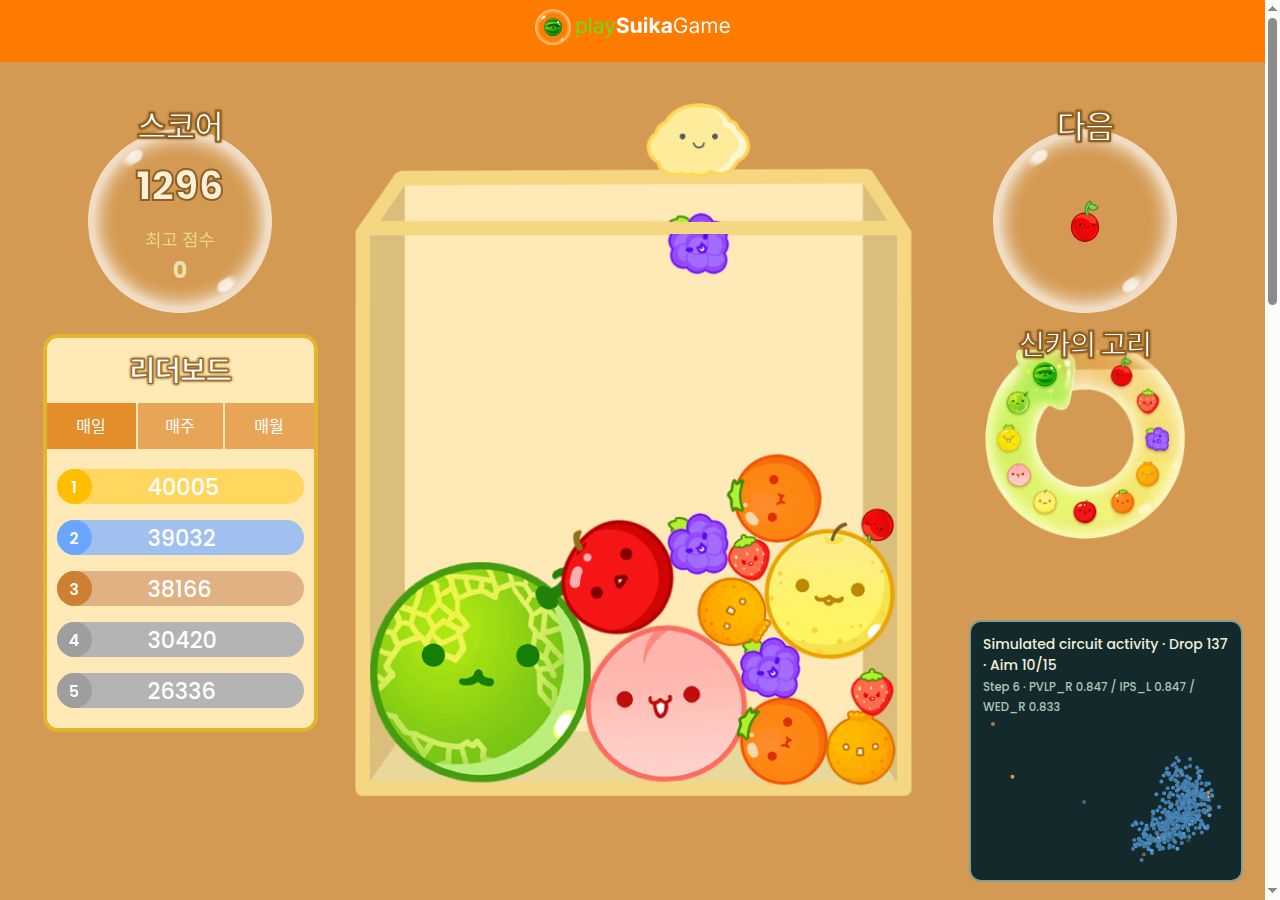 playSuikaGame
스코어
1296
최고 점수
0
다음
신카의 고리
리더보드
매일 매주 매월
1 40005
2 39032
3 38166
4 30420
5 26336
Simulated circuit activity · Drop 137
· Aim 10/15
Step 6 · PVLP_R 0.847 / IPS_L 0.847 /
WED_R 0.833